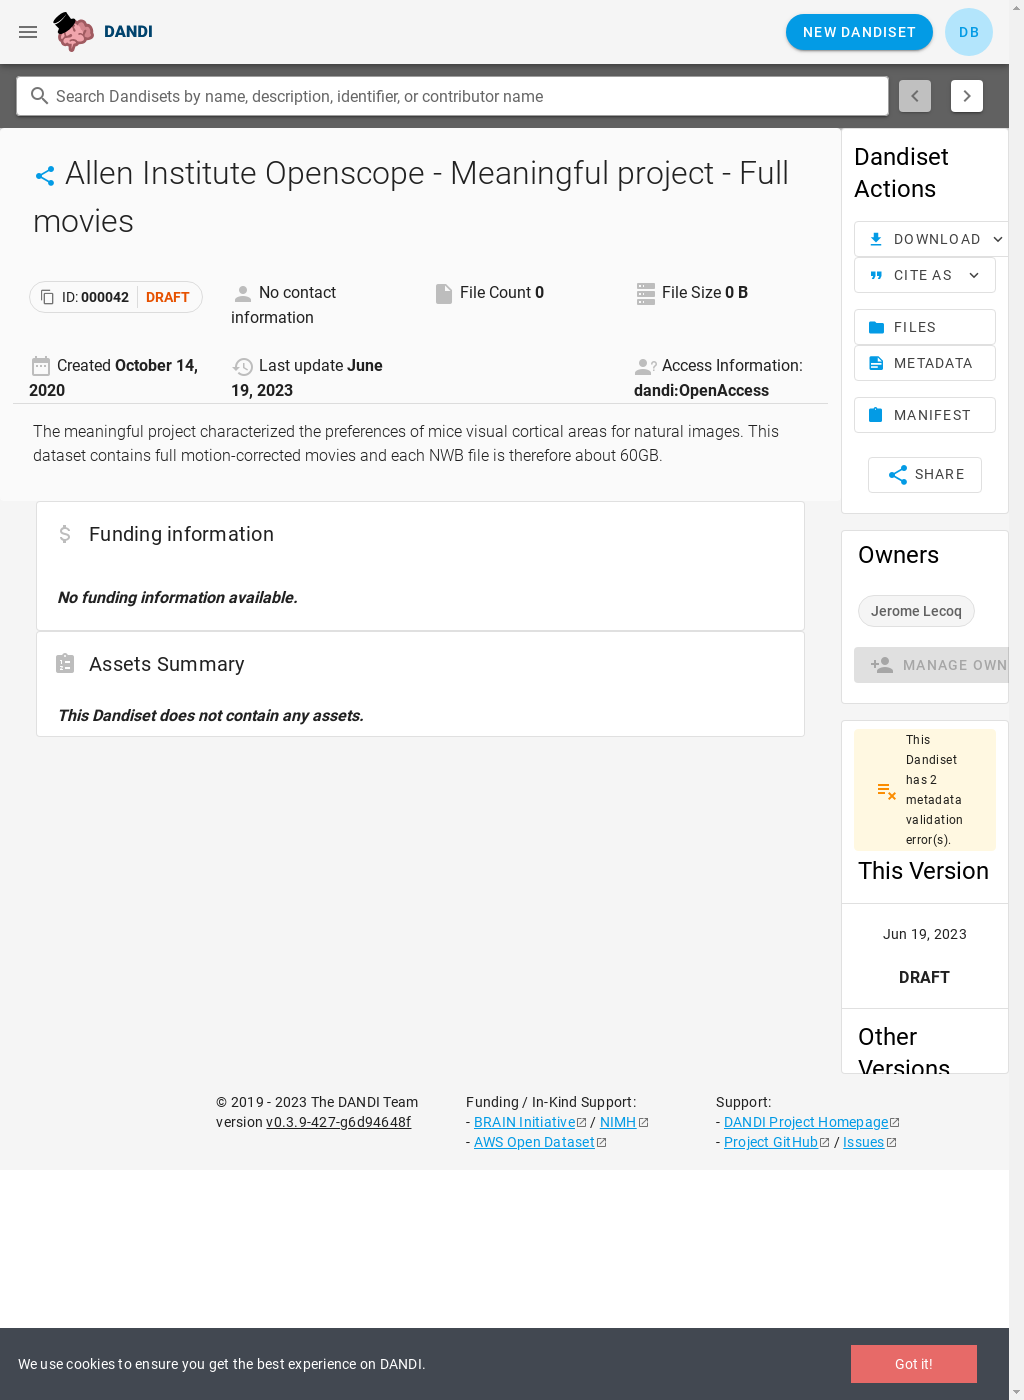 DANDI
NEW DANDISET
DB
Search Dandisets by name, description, identifier, or contributor name
Allen Institute Openscope - Meaningful project - Full
movies
ID: 000042 DRAFT
No contact
information
File Count 0
File Size 0 B
Created October 14,
2020
Last update June
19, 2023
Access Information:
dandi:OpenAccess
The meaningful project characterized the preferences of mice visual cortical areas for natural images. This
dataset contains full motion-corrected movies and each NWB file is therefore about 60GB.
Funding information
No funding information available.
Assets Summary
This Dandiset does not contain any assets.
Dandiset
Actions
DOWNLOAD
CITE AS
FILES
METADATA
MANIFEST
SHARE
Owners
Jerome Lecoq
MANAGE OWN
This
Dandiset
has 2
metadata
validation
error(s).
This Version
Jun 19, 2023
DRAFT
Other
Versions
© 2019 - 2023 The DANDI Team
version v0.3.9-427-g6d94648f
Funding / In-Kind Support:
- BRAIN Initiative / NIMH
- AWS Open Dataset
Support:
- DANDI Project Homepage
- Project GitHub / Issues
We use cookies to ensure you get the best experience on DANDI.
Got it!